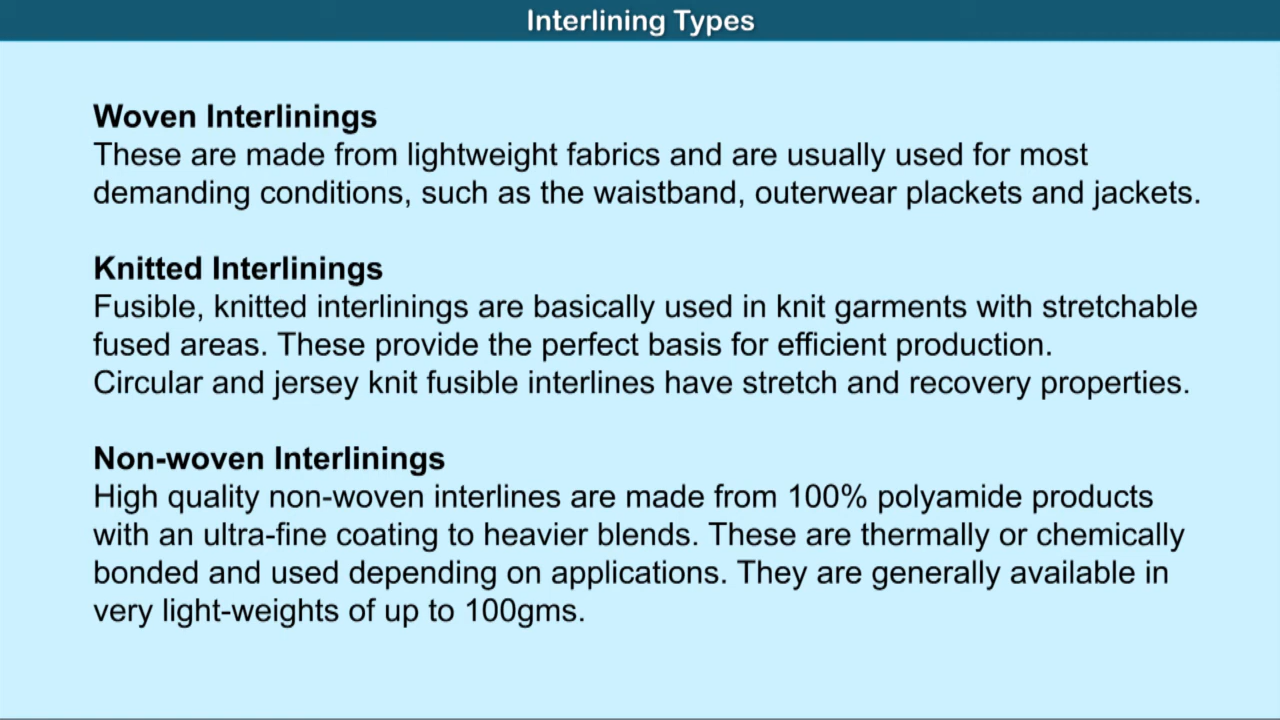 Interlining Types
Woven Interlinings
These are made from lightweight fabrics and are usually used for most
demanding conditions, such as the waistband, outerwear plackets and jackets.
Knitted Interlinings
Fusible, knitted interlinings are basically used in knit garments with stretchable
fused areas. These provide the perfect basis for efficient production.
Circular and jersey knit fusible interlines have stretch and recovery properties.
Non-woven Interlinings
High quality non-woven interlines are made from 100% polyamide products
with an ultra-fine coating to heavier blends. These are thermally or chemically
bonded and used depending on applications. They are generally available in
very light-weights of up to 100gms.